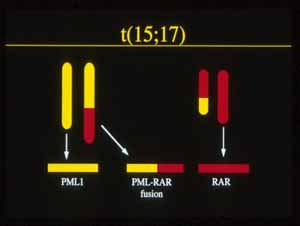 t(15;17)
PML1
PML-RAR
fusion
RAR